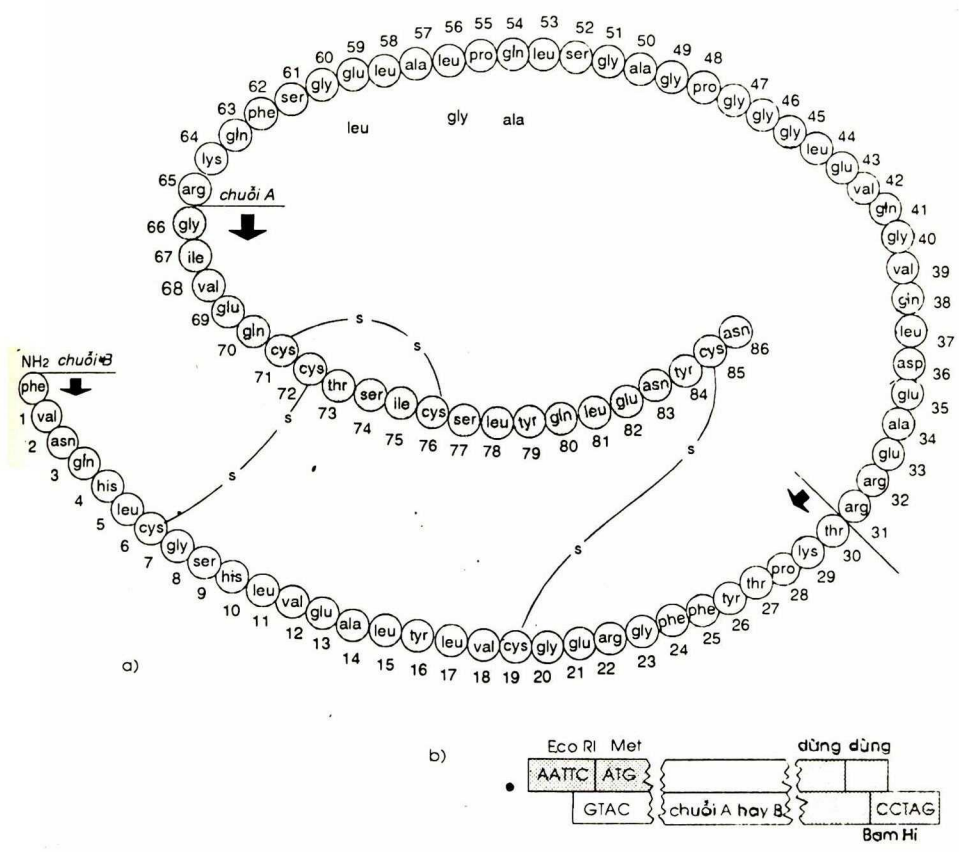 NH2 chuỗi B
phe val asn gln his leu cys gly ser his leu val glu ala leu tyr leu val cys gly glu arg gly phe phe tyr thr pro lys thr
1 2 3 4 5 6 7 8 9 10 11 12 13 14 15 16 17 18 19 20 21 22 23 24 25 26 27 28 29 30
arg arg glu ala glu asp leu gln val gly gln val glu leu gly gly gly pro gly ala gly ser leu gln pro leu ala leu glu gly ser phe gln lys arg
31 32 33 34 35 36 37 38 39 40 41 42 43 44 45 46 47 48 49 50 51 52 53 54 55 56 57 58 59 60 61 62 63 64 65
leu gly ala
chuỗi A
gly ile val glu gln cys cys thr ser ile cys ser leu tyr gln leu glu asn tyr cys asn
66 67 68 69 70 71 72 73 74 75 76 77 78 79 80 81 82 83 84 85 86
s s
s s
s s
a)
b)
Eco RI Met dừng dừng
AATTC ATG
GTAC chuỗi A hay B CCTAG
Bam Hi